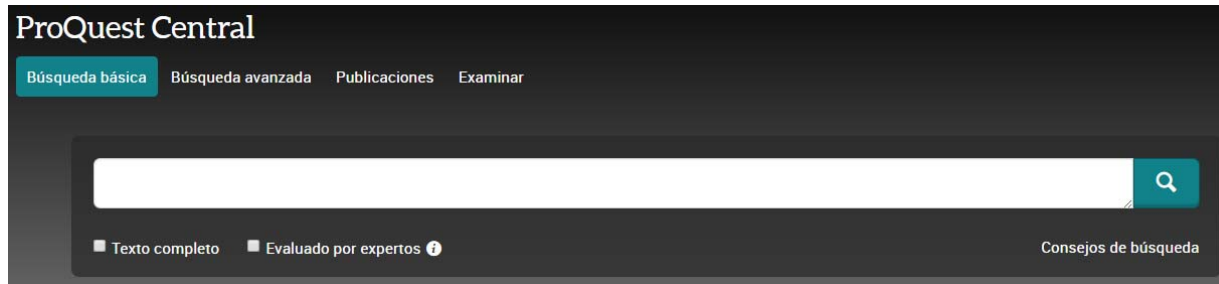 ProQuest Central
Búsqueda básica Búsqueda avanzada Publicaciones Examinar
Texto completo Evaluado por expertos Consejos de búsqueda